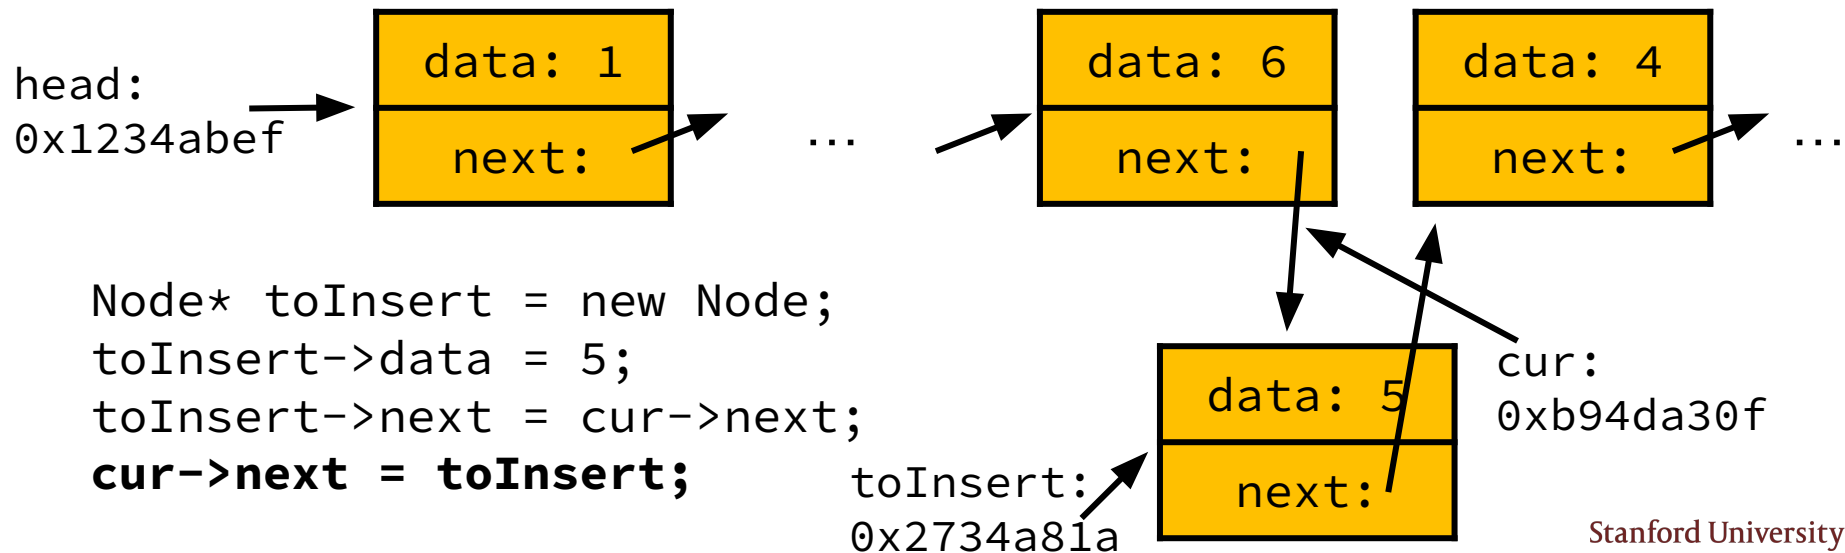 head:
0x1234abef
data: 1
next:
...
data: 6
next:
data: 4
next:
...
Node* toInsert = new Node;
toInsert->data = 5;
toInsert->next = cur->next;
cur->next = toInsert;
toInsert:
0x2734a81a
data: 5
next:
cur:
0xb94da30f
Stanford University